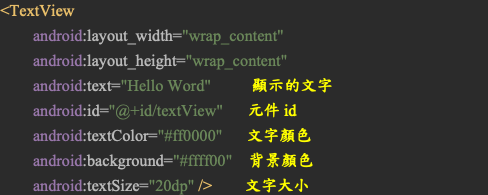 <TextView
android:layout_width="wrap_content"
android:layout_height="wrap_content"
android:text="Hello Word" 顯示的文字
android:id="@+id/textView" 元件 id
android:textColor="#ff0000" 文字顏色
android:background="#ffff00" 背景顏色
android:textSize="20dp" /> 文字大小